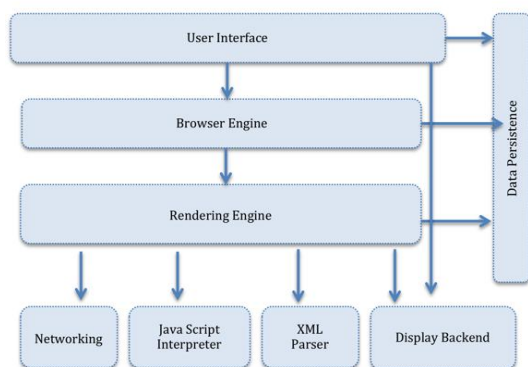 User Interface
Browser Engine
Data Persistence
Rendering Engine
Networking
Java Script
Interpreter
XML
Parser
Display Backend